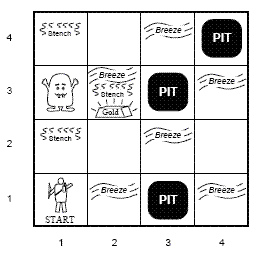 4 Stench Breeze PIT
Breeze
3 Stench PIT Breeze
Gold
2 Stench Breeze
1 Breeze PIT Breeze
START
1 2 3 4